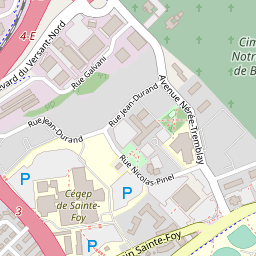 4 E
evard du Versant-Nord
Rue Galvani
Rue Jean-Durand
Cim
Notr
de B
Avenue Nérée-Tremblay
Rue Jean-Durand
Rue Nicolas-Pinel
P
Cégep
de Sainte-
Foy
P
P
3
in Sainte-Foy